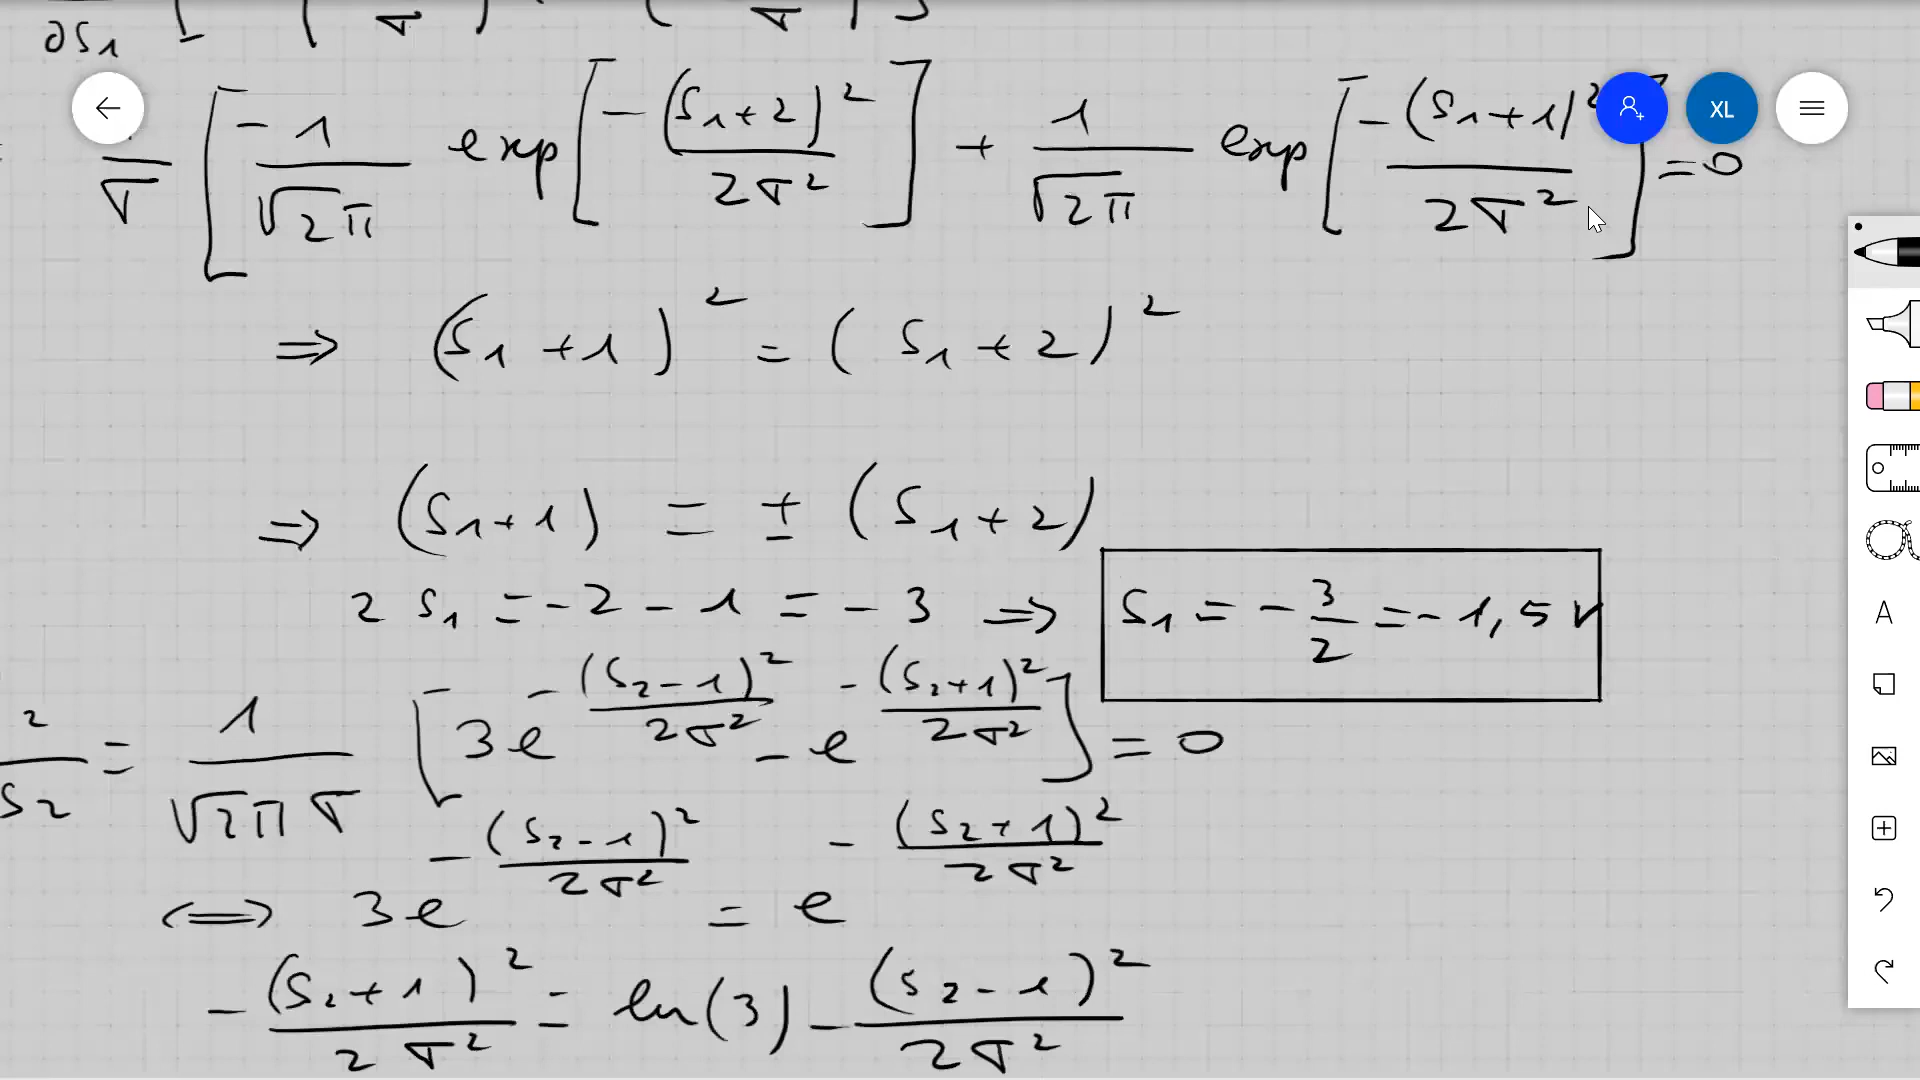 ∂S₁
1/σ [ -1/√2π exp[ -(S₁+2)²/2σ² ] + 1/√2π exp[ -(S₁+1)²/2σ² ] ] = 0
XL
⇒ (S₁+1)² = (S₁+2)²
⇒ (S₁+1) = ± (S₁+2)
2 S₁ = -2 - 1 = -3 ⇒ S₁ = -3/2 = -1,5 V
2/S₂ = 1/√2π σ [ 3e^(-(S₂-1)²/2σ²) - e^(-(S₂+1)²/2σ²) ] = 0
⟺ 3e^(-(S₂-1)²/2σ²) = e^(-(S₂+1)²/2σ²)
-(S₂+1)²/2σ² = ln(3) - (S₂-1)²/2σ²
A